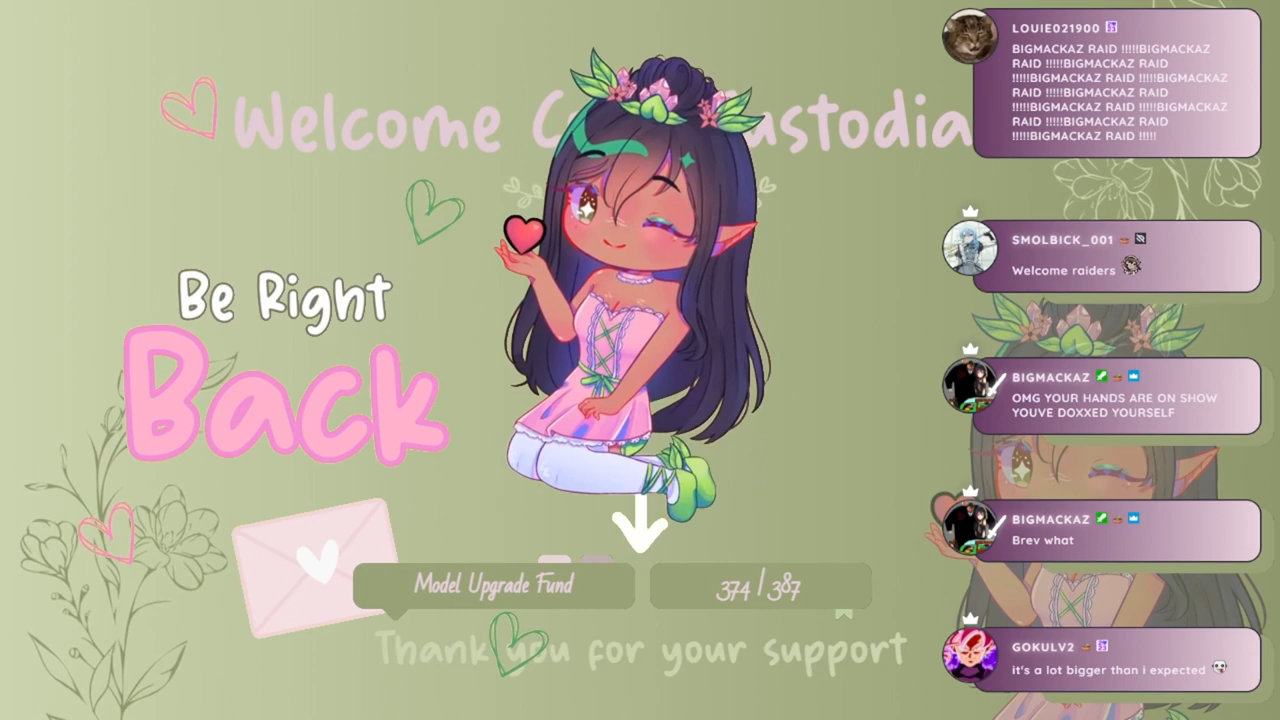 Welcome C
ustodia
Be Right
Back
Model Upgrade Fund
374 / 387
Thank you for your support
LOUIE021900
BIGMACKAZ RAID !!!!!BIGMACKAZ
RAID !!!!!BIGMACKAZ RAID
!!!!!BIGMACKAZ RAID !!!!!BIGMACKAZ
RAID !!!!!BIGMACKAZ RAID
!!!!!BIGMACKAZ RAID !!!!!BIGMACKAZ
RAID !!!!!BIGMACKAZ RAID
!!!!!BIGMACKAZ RAID !!!!!
SMOLBICK_001
Welcome raiders
BIGMACKAZ
OMG YOUR HANDS ARE ON SHOW
YOUVE DOXXED YOURSELF
BIGMACKAZ
Brev what
GOKULV2
it's a lot bigger than i expected